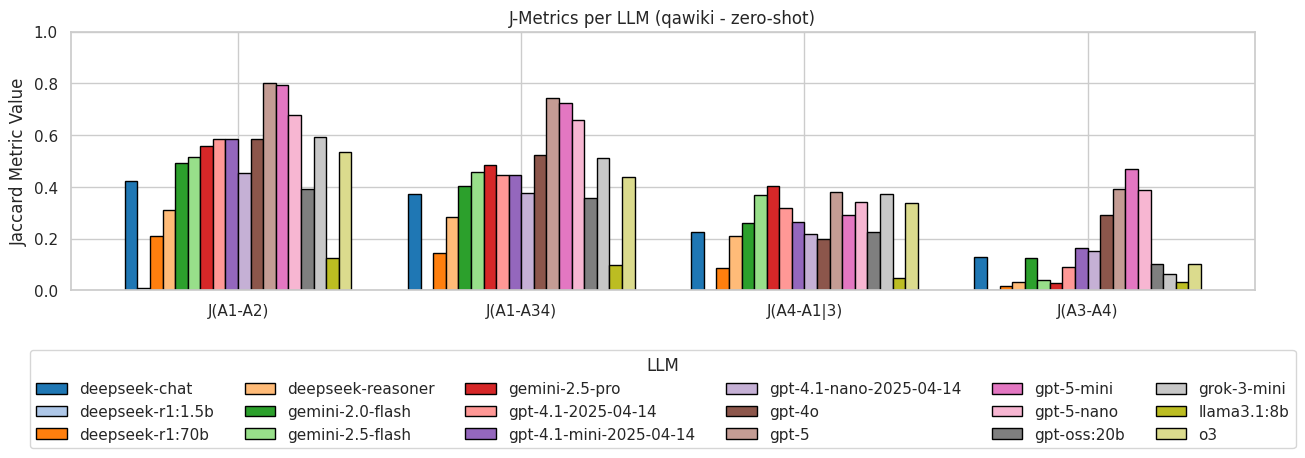 J-Metrics per LLM (qawiki - zero-shot)
Jaccard Metric Value
1.0
0.8
0.6
0.4
0.2
0.0
J(A1-A2) J(A1-A34) J(A4-A1|3) J(A3-A4)
LLM
deepseek-chat deepseek-reasoner gemini-2.5-pro gpt-4.1-nano-2025-04-14 gpt-5-mini grok-3-mini
deepseek-r1:1.5b gemini-2.0-flash gpt-4.1-2025-04-14 gpt-4o gpt-5-nano llama3.1:8b
deepseek-r1:70b gemini-2.5-flash gpt-4.1-mini-2025-04-14 gpt-5 gpt-oss:20b o3